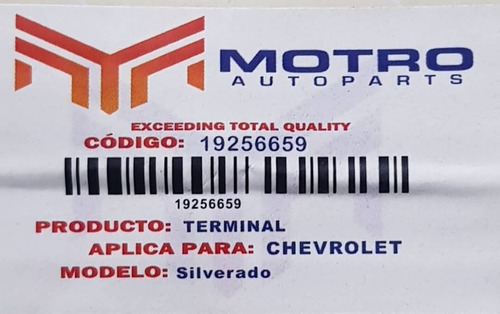 MOTRO
AUTOPARTS
EXCEEDING TOTAL QUALITY
CÓDIGO: 19256659
19256659
PRODUCTO: TERMINAL
APLICA PARA: CHEVROLET
MODELO: Silverado